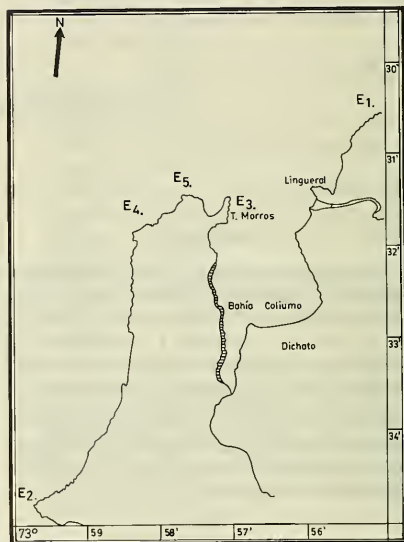 N
30'
E1.
31'
Lingueral
E5.
E3.
E4.
T. Morros
32'
Bahía Coliumo
33'
Dichato
34'
E2.
73° 59 58' 57' 56'